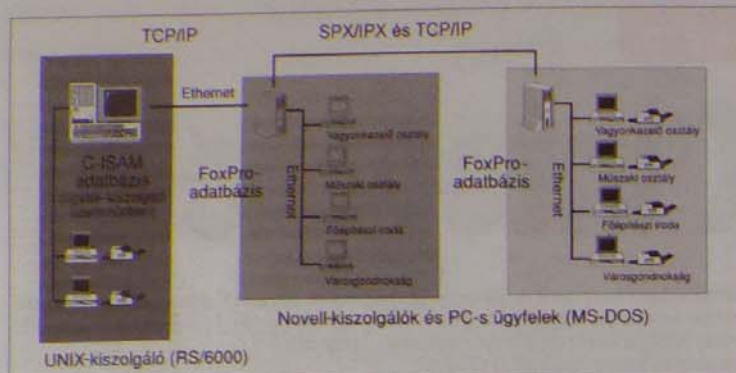 TCP/IP
SPX/IPX és TCP/IP
Ethernet
C-ISAM
adatbázis
FoxPro-
adatbázis
Ethernet
Vagyonkezelő osztály
Műszaki osztály
Főépítészi iroda
Városgondnokság
FoxPro-
adatbázis
Ethernet
Vagyonkezelő osztály
Műszaki osztály
Főépítészi iroda
Városgondnokság
Novell-kiszolgálók és PC-s ügyfelek (MS-DOS)
UNIX-kiszolgáló (RS/6000)